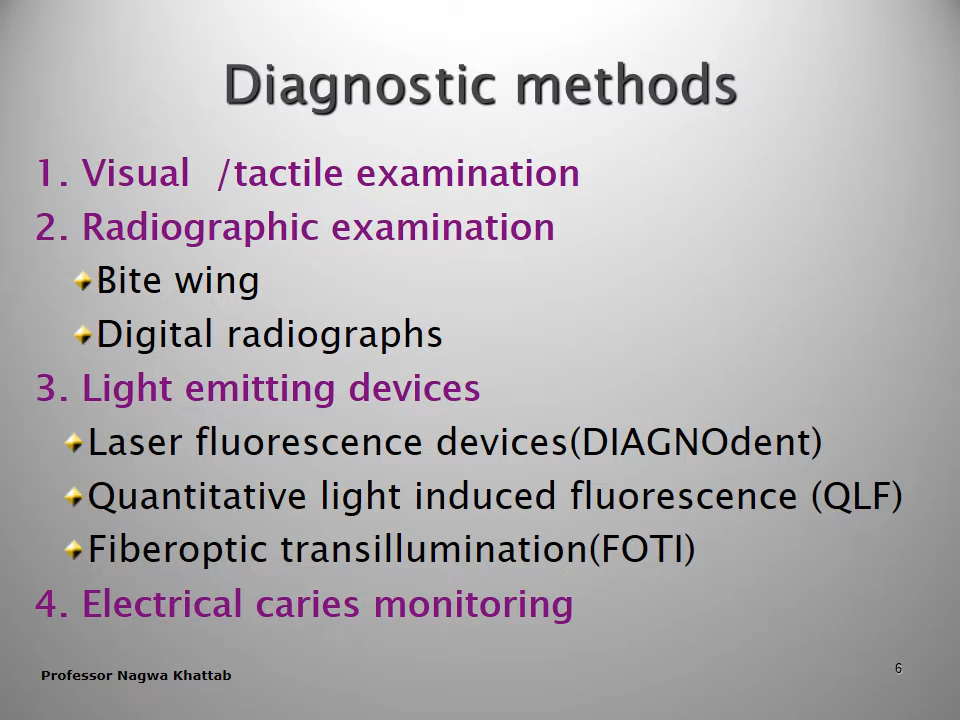 Diagnostic methods
1. Visual  /tactile examination
2. Radiographic examination
Bite wing
Digital radiographs
3. Light emitting devices
Laser fluorescence devices(DIAGNOdent)
Quantitative light induced fluorescence (QLF)
Fiberoptic transillumination(FOTI)
4. Electrical caries monitoring
Professor Nagwa Khattab
6